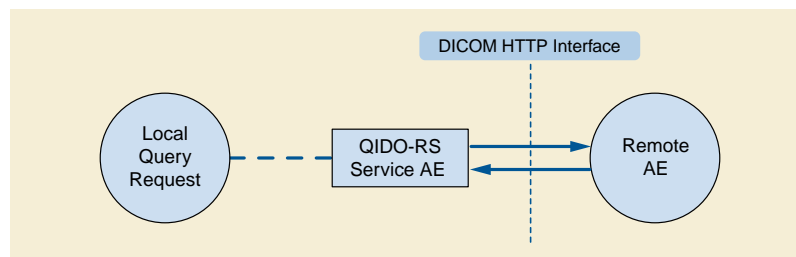 DICOM HTTP Interface
Local
Query
Request
QIDO-RS
Service AE
Remote
AE